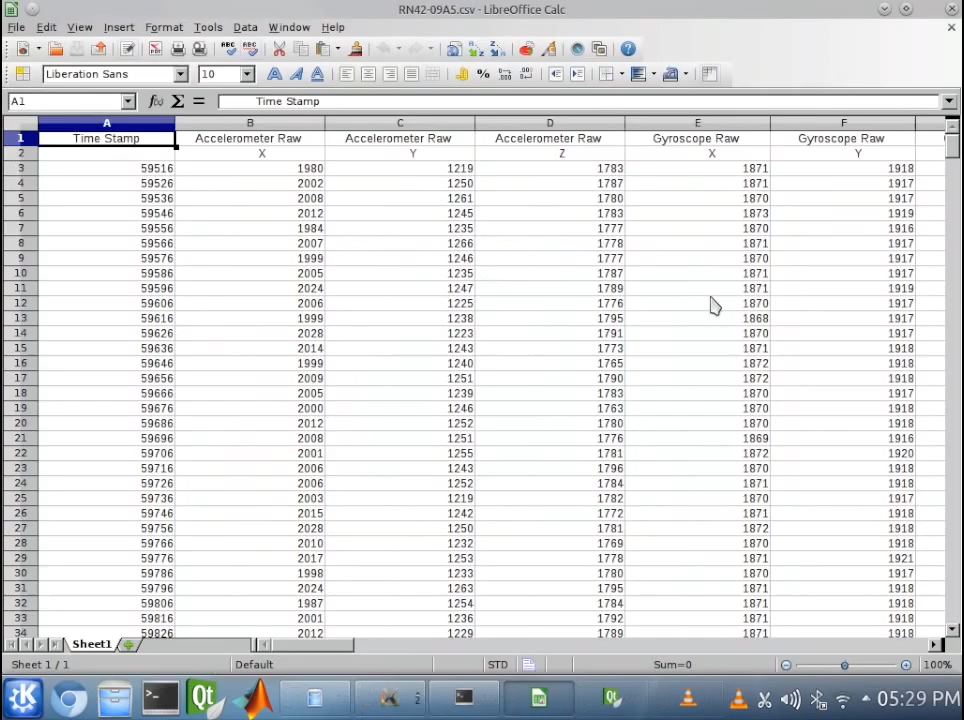 RN42-09A5.csv - LibreOffice Calc
File Edit View Insert Format Tools Data Window Help
Liberation Sans 10
A1 Time Stamp
A B C D E F
1 Time Stamp Accelerometer Raw Accelerometer Raw Accelerometer Raw Gyroscope Raw Gyroscope Raw
2 X Y Z X Y
3 59516 1980 1219 1783 1871 1918
4 59526 2002 1250 1787 1871 1917
5 59536 2008 1261 1780 1870 1917
6 59546 2012 1245 1783 1873 1919
7 59556 1984 1235 1777 1870 1916
8 59566 2007 1266 1778 1871 1917
9 59576 1999 1246 1777 1870 1917
10 59586 2005 1235 1787 1871 1917
11 59596 2024 1247 1789 1871 1919
12 59606 2006 1225 1776 1870 1917
13 59616 1999 1238 1795 1868 1917
14 59626 2028 1223 1791 1870 1917
15 59636 2014 1243 1773 1871 1918
16 59646 1999 1240 1765 1872 1918
17 59656 2009 1251 1790 1872 1918
18 59666 2005 1239 1783 1870 1917
19 59676 2000 1246 1763 1870 1918
20 59686 2012 1252 1780 1870 1918
21 59696 2008 1251 1776 1869 1916
22 59706 2001 1255 1781 1872 1920
23 59716 2006 1243 1796 1870 1918
24 59726 2006 1252 1784 1871 1918
25 59736 2003 1219 1782 1870 1917
26 59746 2015 1242 1772 1871 1918
27 59756 2028 1250 1781 1872 1918
28 59766 2010 1232 1769 1870 1918
29 59776 2017 1253 1778 1871 1921
30 59786 1998 1233 1780 1870 1917
31 59796 2024 1263 1795 1871 1918
32 59806 1987 1254 1784 1871 1918
33 59816 2001 1236 1792 1871 1918
34 59826 2012 1229 1789 1871 1918
Sheet1
Sheet 1 / 1 Default STD Sum=0 100%
Qt 2 05:29 PM